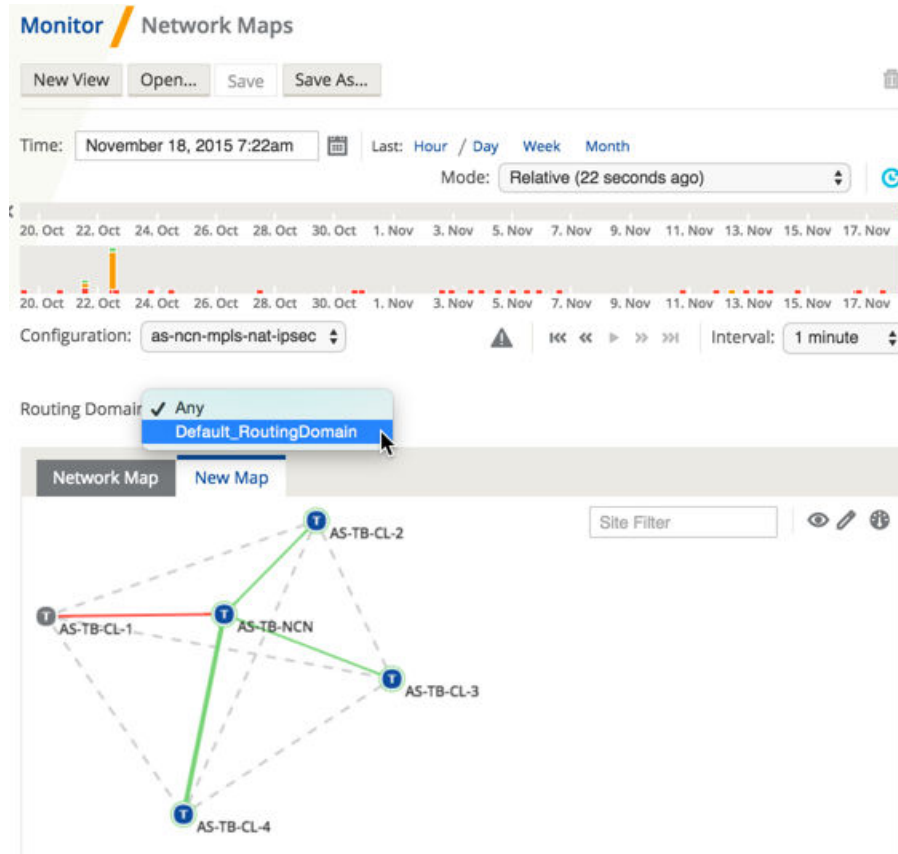 Monitor / Network Maps
New View Open... Save Save As...
Time: November 18, 2015 7:22am Last: Hour / Day Week Month
Mode: Relative (22 seconds ago)
20. Oct 22. Oct 24. Oct 26. Oct 28. Oct 30. Oct 1. Nov 3. Nov 5. Nov 7. Nov 9. Nov 11. Nov 13. Nov 15. Nov 17. Nov
20. Oct 22. Oct 24. Oct 26. Oct 28. Oct 30. Oct 1. Nov 3. Nov 5. Nov 7. Nov 9. Nov 11. Nov 13. Nov 15. Nov 17. Nov
Configuration: as-ncn-mpls-nat-ipsec Interval: 1 minute
Routing Domain ✓ Any
Default_RoutingDomain
Network Map New Map
Site Filter
T AS-TB-CL-2
T AS-TB-CL-1
T AS-TB-NCN
T AS-TB-CL-3
T AS-TB-CL-4